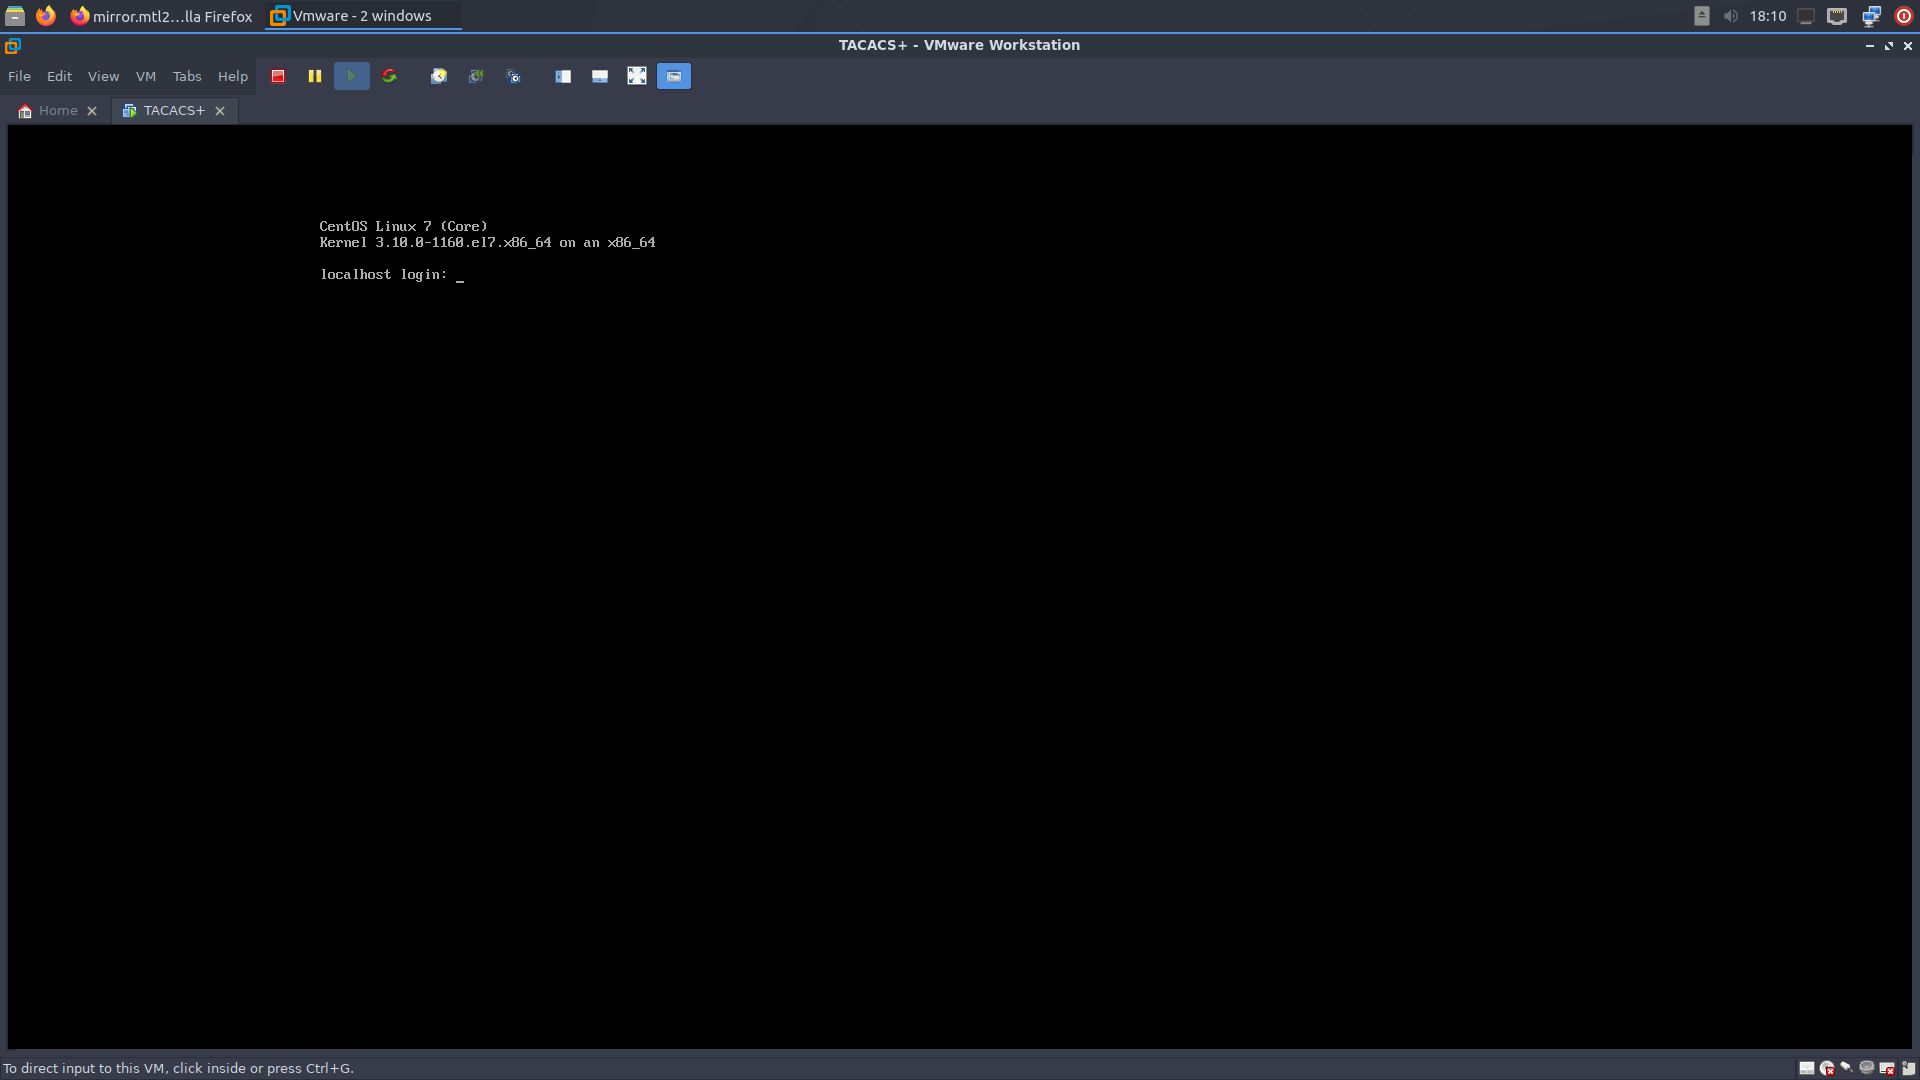 mirror.mtl2...lla Firefox
Vmware - 2 windows
18:10
TACACS+ - VMware Workstation
File Edit View VM Tabs Help
Home
TACACS+
CentOS Linux 7 (Core)
Kernel 3.10.0-1160.el7.x86_64 on an x86_64
localhost login: _
To direct input to this VM, click inside or press Ctrl+G.